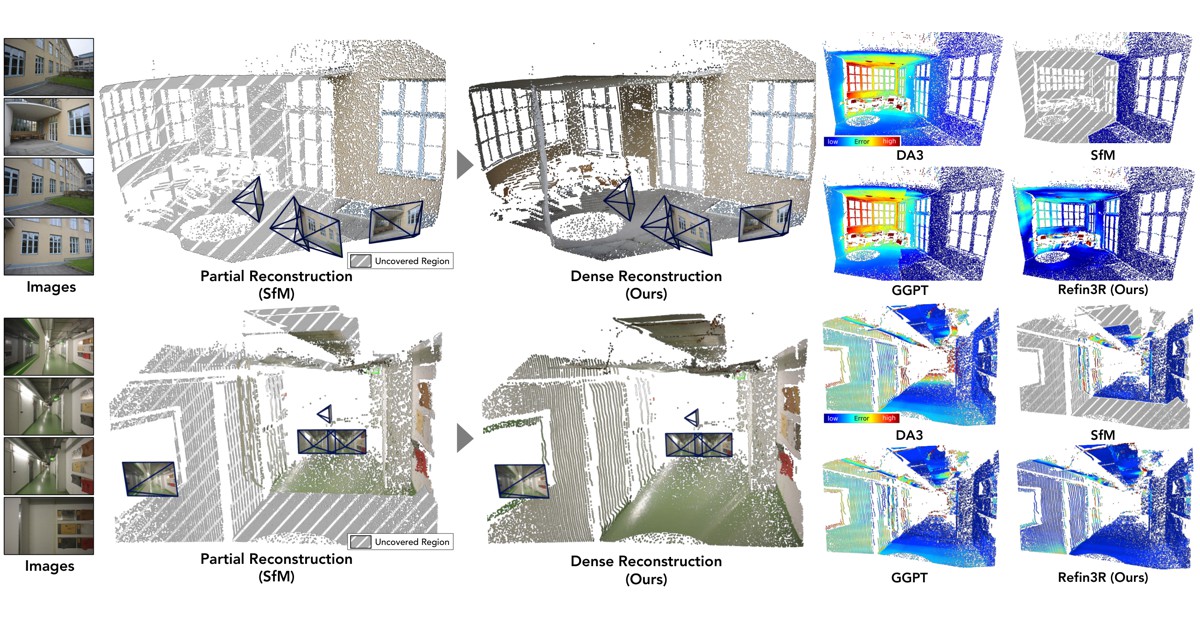 Images
Uncovered Region
Partial Reconstruction
(SfM)
Dense Reconstruction
(Ours)
low Error high
DA3
SfM
GGPT
Refin3R (Ours)
Images
Uncovered Region
Partial Reconstruction
(SfM)
Dense Reconstruction
(Ours)
low Error high
DA3
SfM
GGPT
Refin3R (Ours)